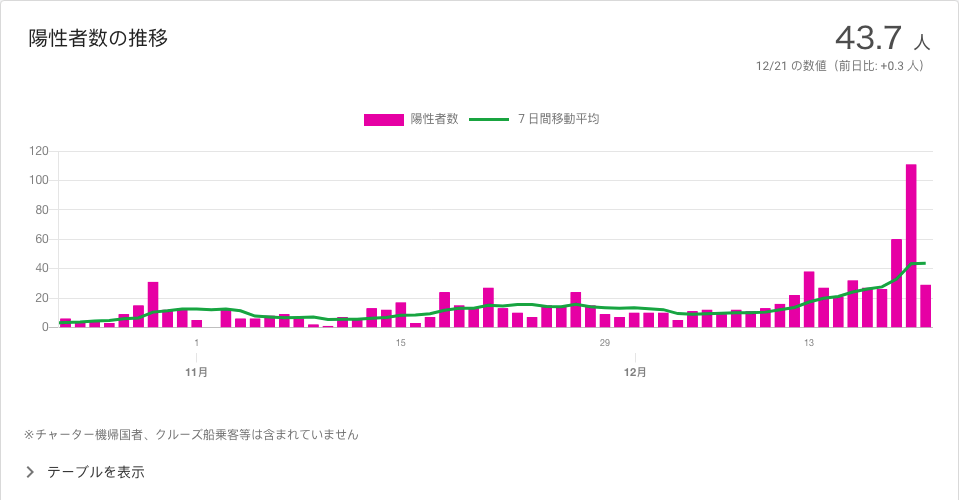 陽性者数の推移
43.7 人
12/21 の数値（前日比: +0.3 人）
陽性者数 7 日間移動平均
120
100
80
60
40
20
0
1 15 29 13
11月 12月
※チャーター機帰国者、クルーズ船乗客等は含まれていません
テーブルを表示